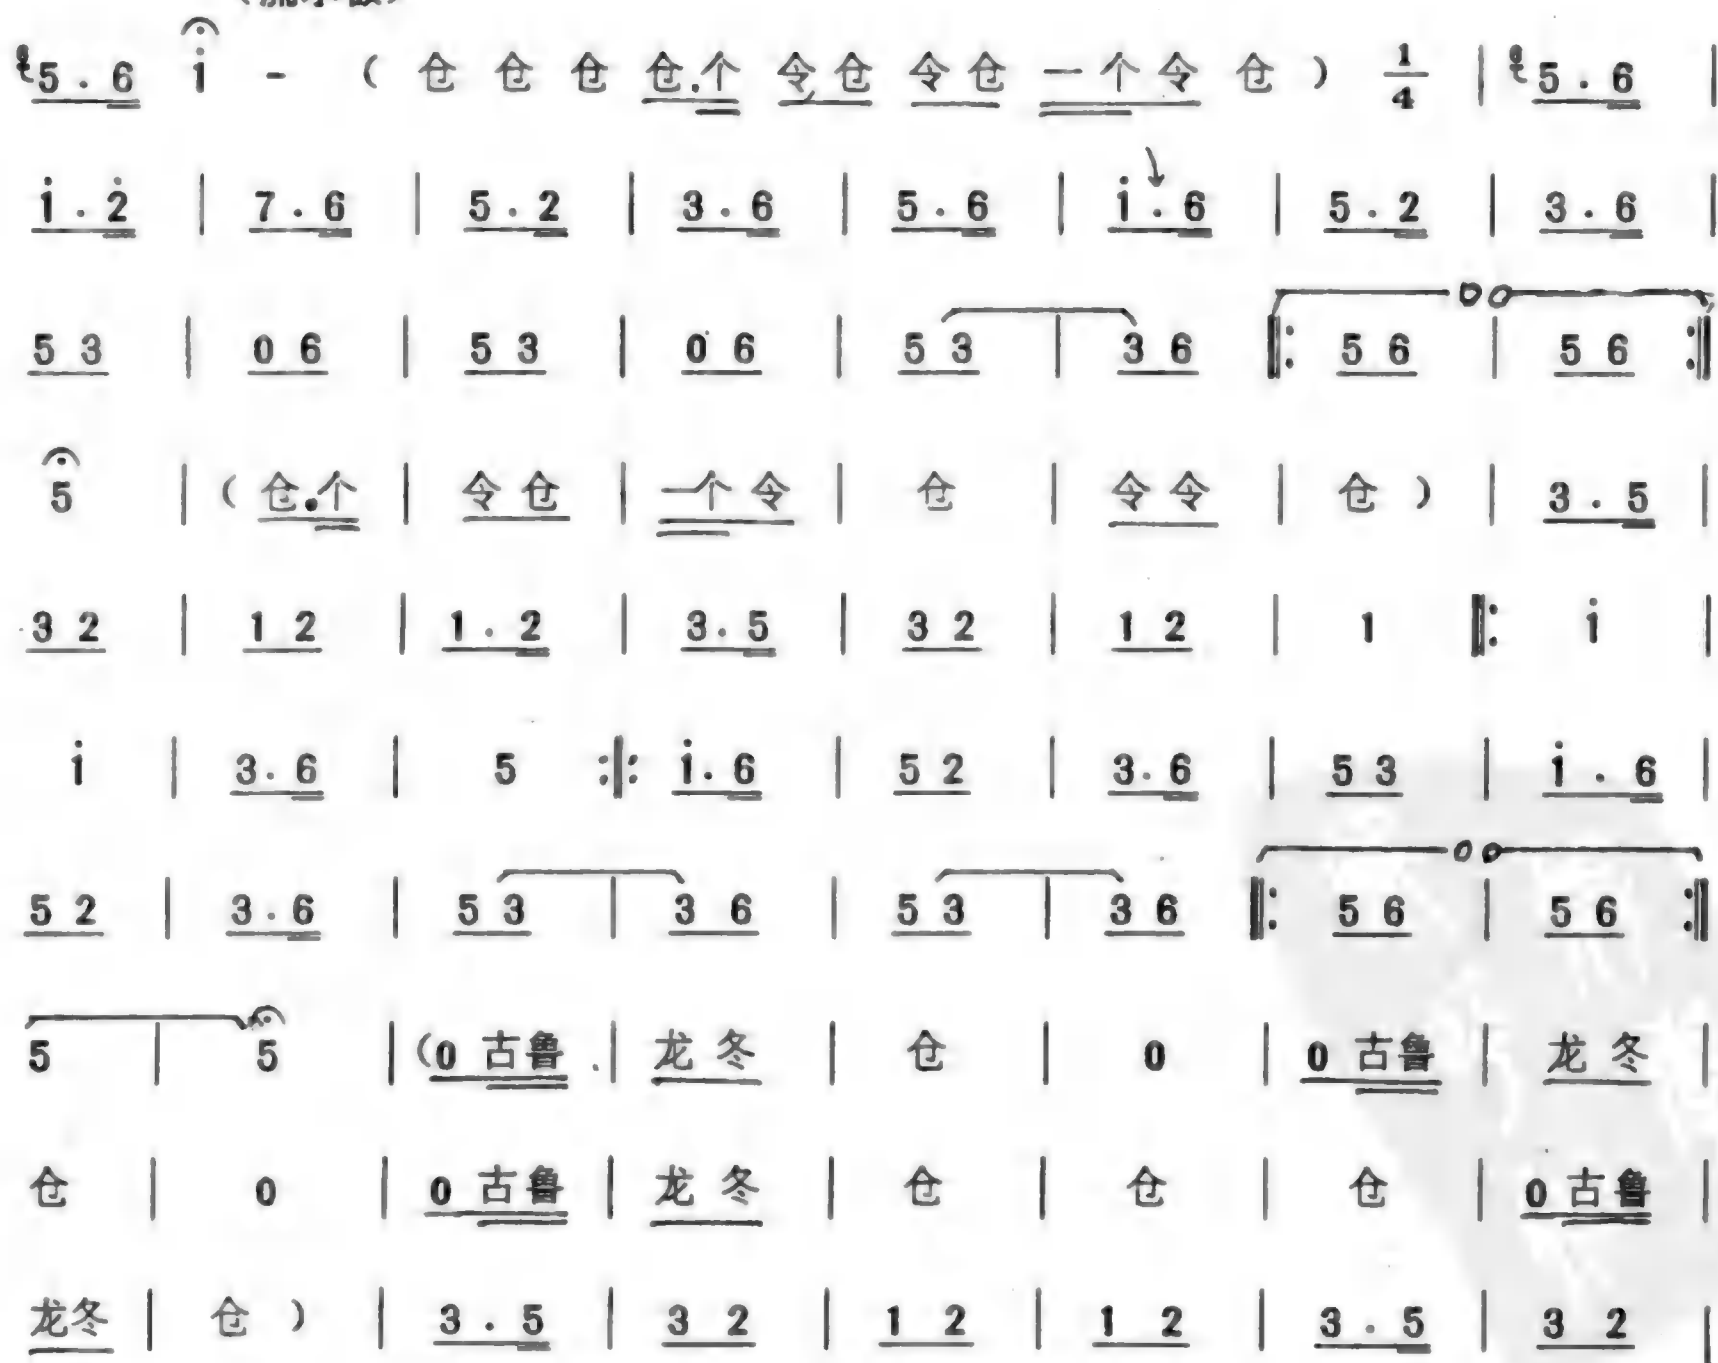 5．6 i - （ 仓 仓 仓 仓.个 令仓 令仓 一个令 仓 ） 1/4 | 5．6 |
i．2̇ | 7．6 | 5．2 | 3．6 | 5．6 | i．6 | 5．2 | 3．6 |
5 3 | 0 6 | 5 3 | 0 6 | 5 3 | 3 6 ‖: 5 6 | 5 6 :‖
5 |（ 仓.个 | 令仓 | 一个令 | 仓 | 令令 | 仓 ）| 3．5 |
3 2 | 1 2 | 1．2 | 3．5 | 3 2 | 1 2 | 1 ‖: i |
i | 3．6 | 5 :‖: i．6 | 5 2 | 3．6 | 5 3 | i．6 |
5 2 | 3．6 | 5 3 | 3 6 | 5 3 | 3 6 ‖: 5 6 | 5 6 :‖
5 | 5 |（0 古鲁 | 龙冬 | 仓 | 0 | 0 古鲁 | 龙冬 |
仓 | 0 | 0 古鲁 | 龙冬 | 仓 | 仓 | 仓 | 0 古鲁 |
龙冬 | 仓 ）| 3．5 | 3 2 | 1 2 | 1 2 | 3．5 | 3 2 |